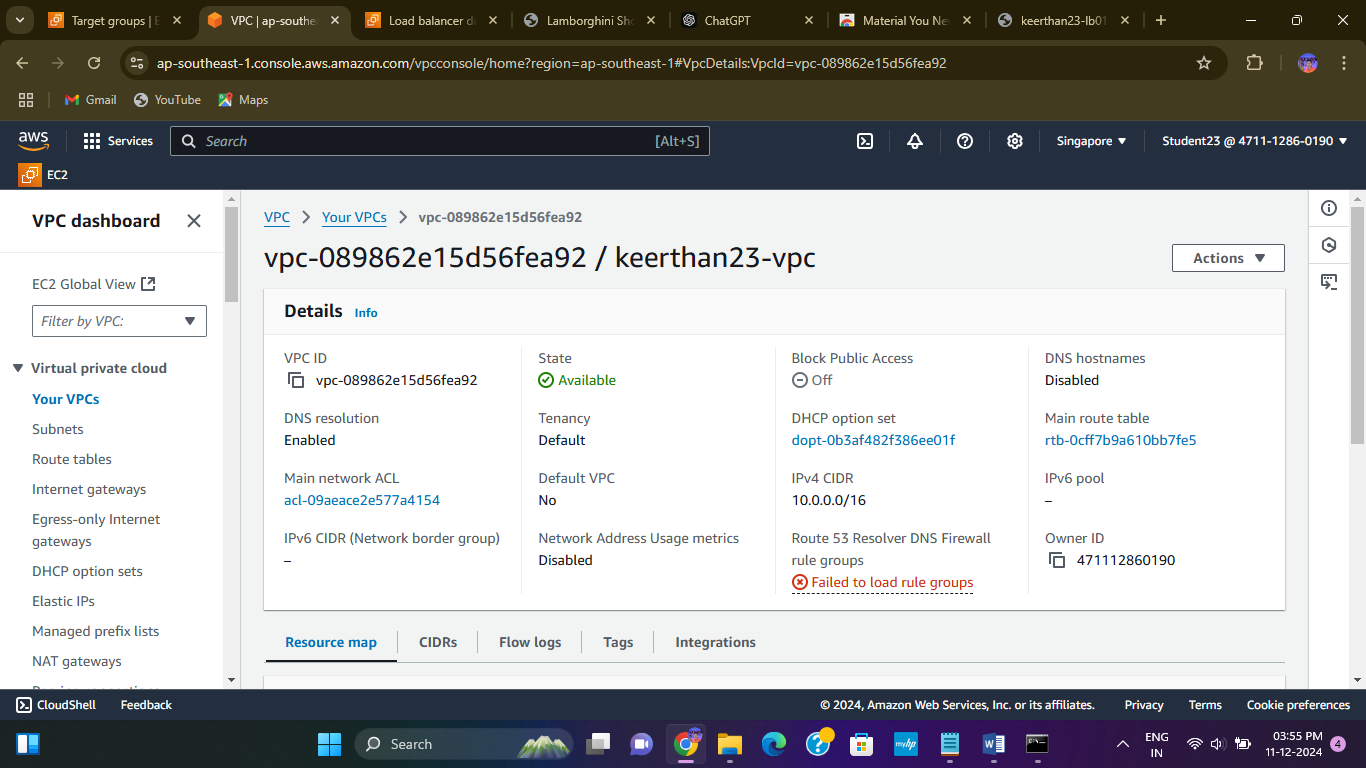 Target groups | E
VPC | ap-southe
Load balancer d
Lamborghini Sh
ChatGPT
Material You Ne
keerthan23-lb01
ap-southeast-1.console.aws.amazon.com/vpcconsole/home?region=ap-southeast-1#VpcDetails:VpcId=vpc-089862e15d56fea92
Gmail
YouTube
Maps
aws
Services
Search
[Alt+S]
Singapore
Student23 @ 4711-1286-0190
EC2
VPC dashboard
EC2 Global View
Filter by VPC:
Virtual private cloud
Your VPCs
Subnets
Route tables
Internet gateways
Egress-only Internet
gateways
DHCP option sets
Elastic IPs
Managed prefix lists
NAT gateways
VPC
Your VPCs
vpc-089862e15d56fea92
vpc-089862e15d56fea92 / keerthan23-vpc
Actions
Details
Info
VPC ID
vpc-089862e15d56fea92
State
Available
Block Public Access
Off
DNS hostnames
Disabled
DNS resolution
Enabled
Tenancy
Default
DHCP option set
dopt-0b3af482f386ee01f
Main route table
rtb-0cff7b9a610bb7fe5
Main network ACL
acl-09aeace2e577a4154
Default VPC
No
IPv4 CIDR
10.0.0.0/16
IPv6 pool
–
IPv6 CIDR (Network border group)
–
Network Address Usage metrics
Disabled
Route 53 Resolver DNS Firewall
rule groups
Failed to load rule groups
Owner ID
471112860190
Resource map
CIDRs
Flow logs
Tags
Integrations
CloudShell
Feedback
© 2024, Amazon Web Services, Inc. or its affiliates.
Privacy
Terms
Cookie preferences
Search
myhp
ENG
IN
03:55 PM
11-12-2024
4